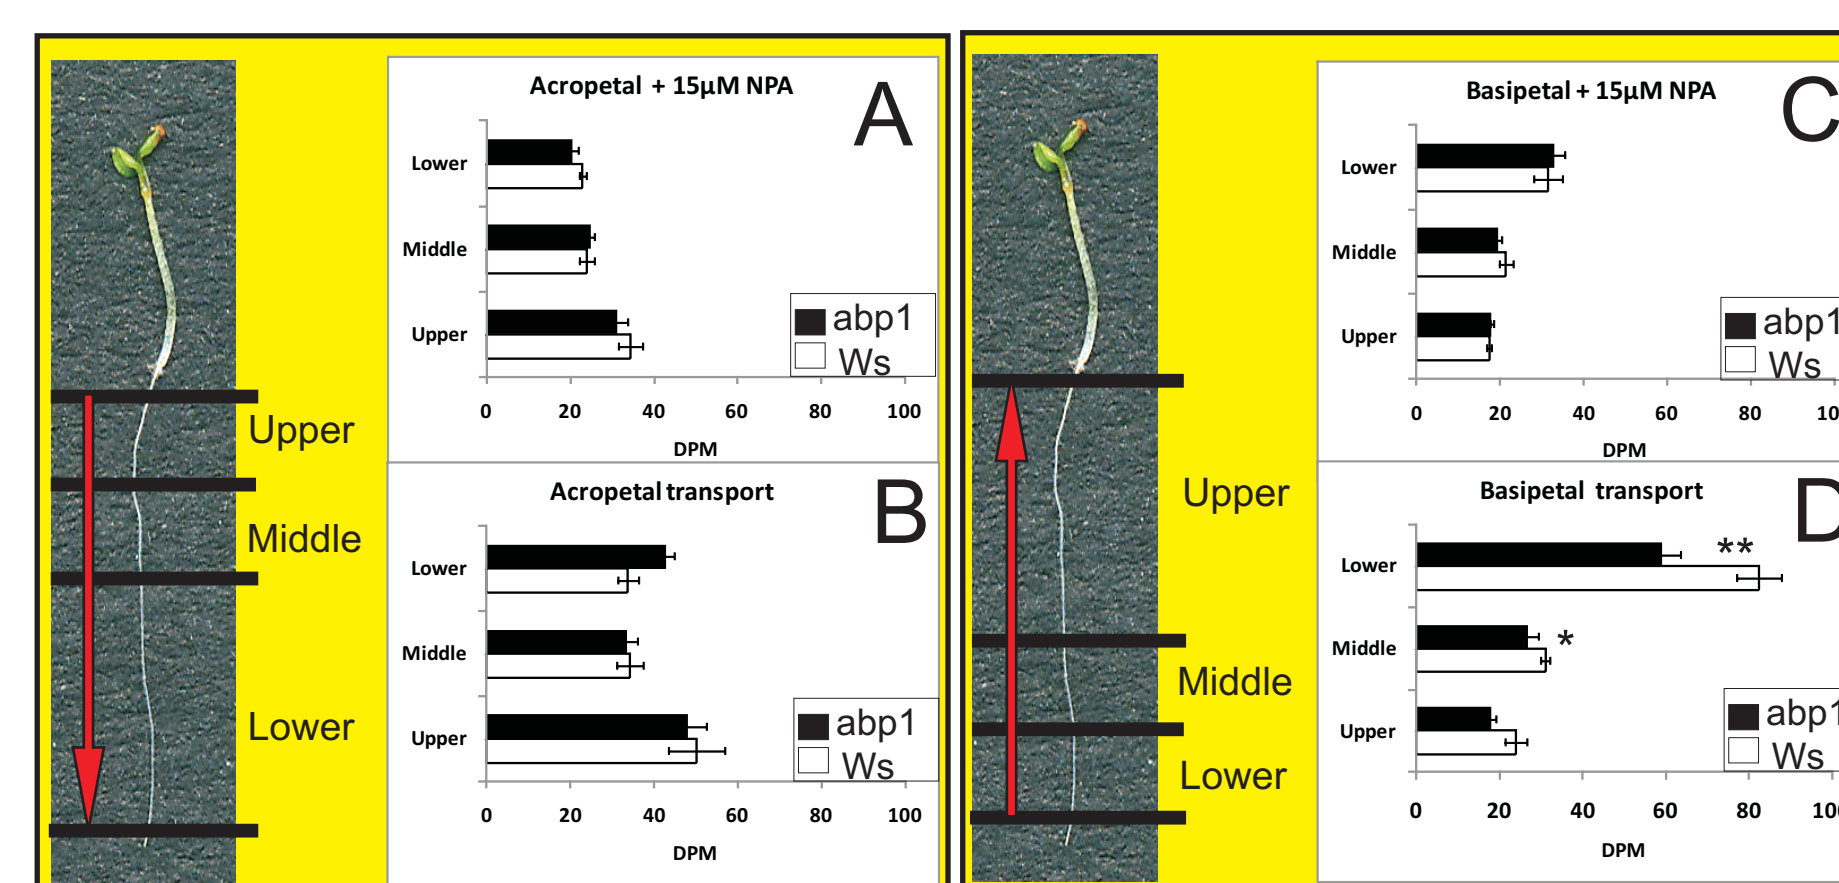 Acropetal + 15µM NPA
A
Lower
Middle
Upper
abp1
Ws
0 20 40 60 80 100
DPM
Acropetal transport
B
Lower
Middle
Upper
abp1
Ws
0 20 40 60 80 100
DPM
Upper
Middle
Lower
Basipetal + 15µM NPA
C
Lower
Middle
Upper
abp1
Ws
0 20 40 60 80 10
DPM
Basipetal transport
D
Lower
**
Middle
*
Upper
abp1
Ws
0 20 40 60 80 100
DPM
Upper
Middle
Lower